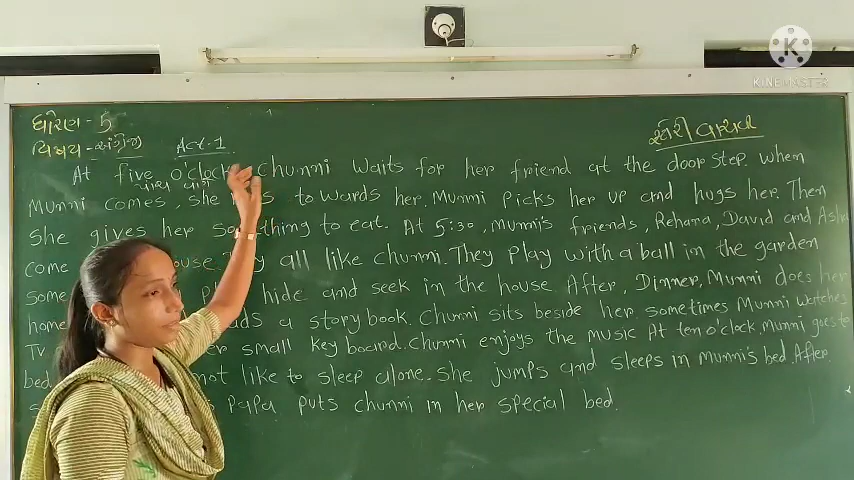 KINEMASTER
ધોરણ - 5
વિષય - અંગ્રેજી Act. 1
સ્ટોરી વાચન
At five o'clock Chunni waits for her friend at the door step. when
પાંચ વાગે
Munni comes, she to wards her. Munni Picks her up and hugs her. Then
She gives her something to eat. At 5:30, Munni's friends, Rehana, David and Asha
come all like chunni. They Play with a ball in the garden
Some hide and seek in the house After, Dinner, Munni does her
home a story book. Chunni sits beside her. sometimes Munni watches
TV small key board. Chunni enjoys the music At ten o'clock, Munni goes to
bed not like to sleep alone. She jumps and sleeps in Munni's bed. After
Papa puts chunni in her special bed.